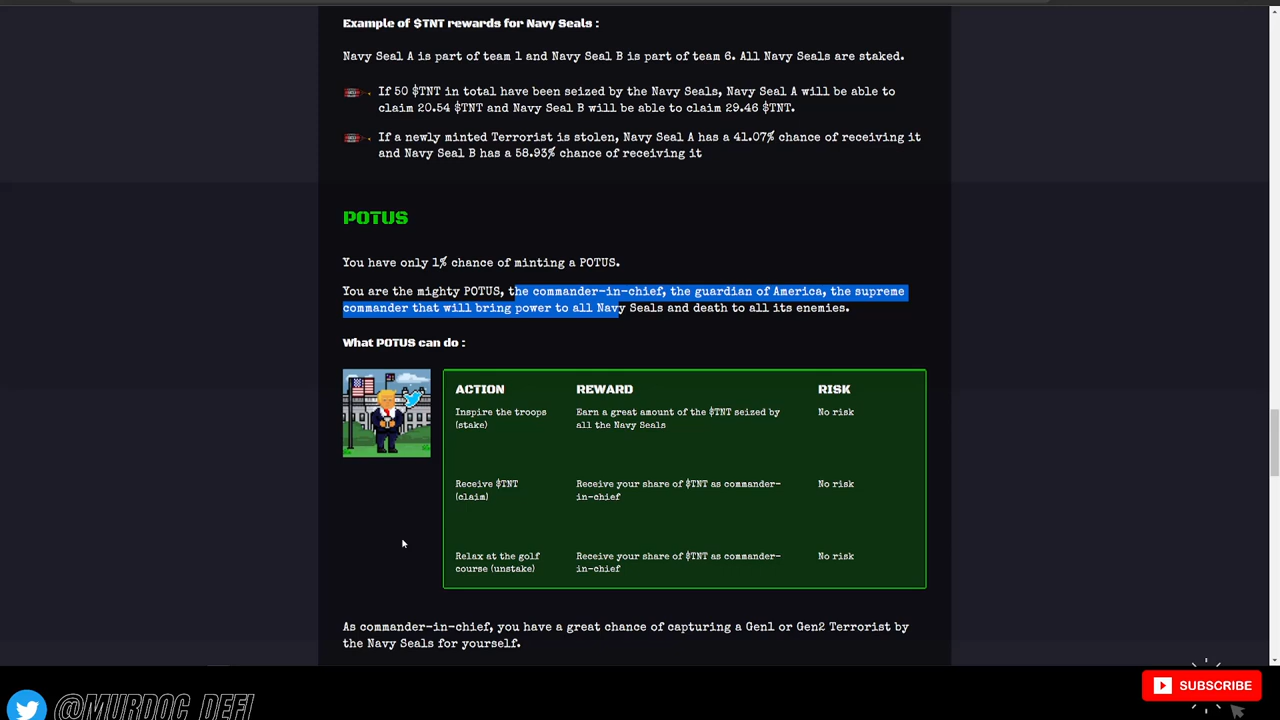 Example of $TNT rewards for Navy Seals :
Navy Seal A is part of team 1 and Navy Seal B is part of team 6. All Navy Seals are staked.
If 50 $TNT in total have been seized by the Navy Seals, Navy Seal A will be able to
claim 20.54 $TNT and Navy Seal B will be able to claim 29.46 $TNT.
If a newly minted Terrorist is stolen, Navy Seal A has a 41.07% chance of receiving it
and Navy Seal B has a 58.93% chance of receiving it
POTUS
You have only 1% chance of minting a POTUS.
You are the mighty POTUS, the commander-in-chief, the guardian of America, the supreme
commander that will bring power to all Navy Seals and death to all its enemies.
What POTUS can do :
ACTION REWARD RISK
Inspire the troops Earn a great amount of the $TNT seized by No risk
(stake) all the Navy Seals
Receive $TNT Receive your share of $TNT as commander- No risk
(claim) in-chief
Relax at the golf Receive your share of $TNT as commander- No risk
course (unstake) in-chief
As commander-in-chief, you have a great chance of capturing a Gen1 or Gen2 Terrorist by
the Navy Seals for yourself.
SUBSCRIBE
@MURDOC_DEFI